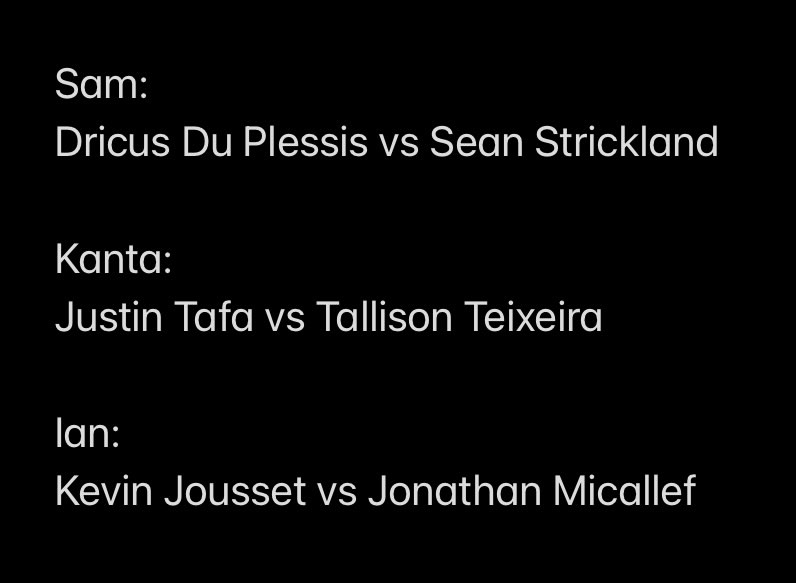 Sam:
Dricus Du Plessis vs Sean Strickland
Kanta:
Justin Tafa vs Tallison Teixeira
Ian:
Kevin Jousset vs Jonathan Micallef